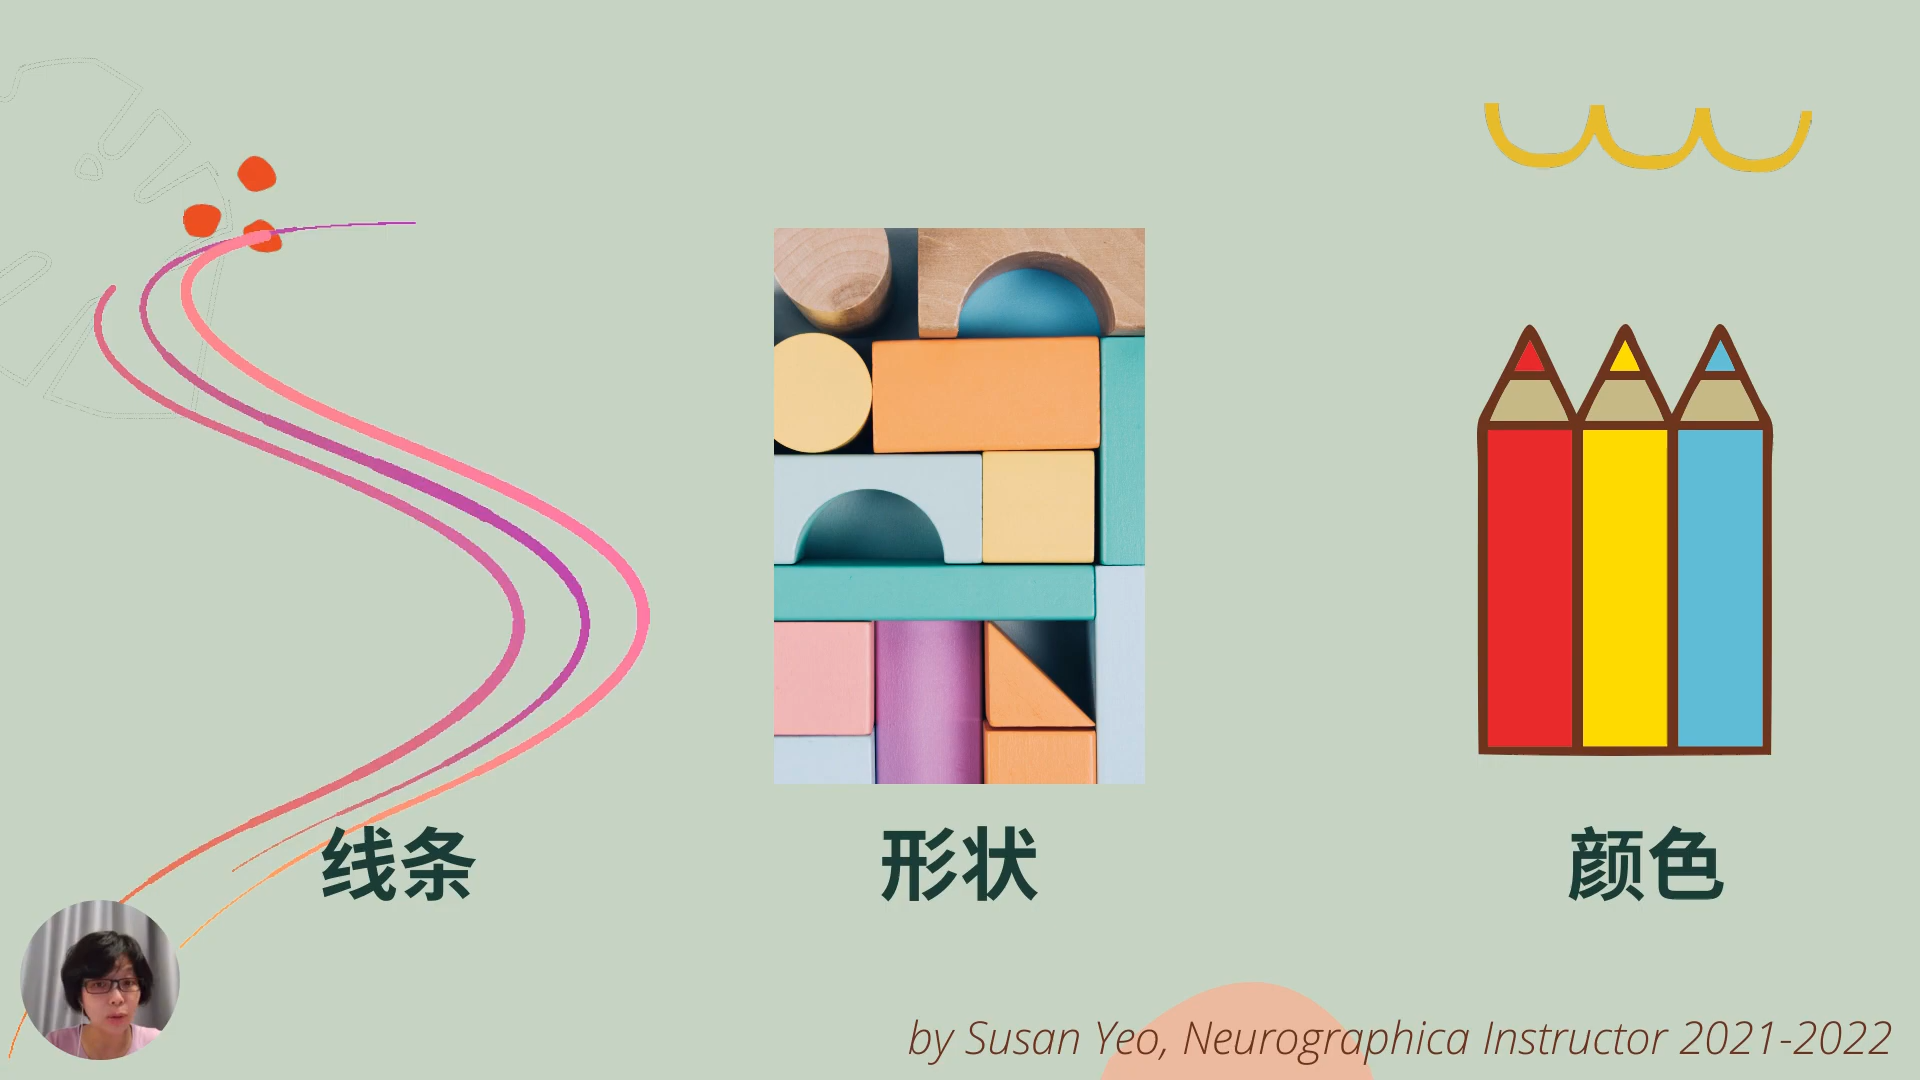 线条
形状
颜色
by Susan Yeo, Neurographica Instructor 2021-2022